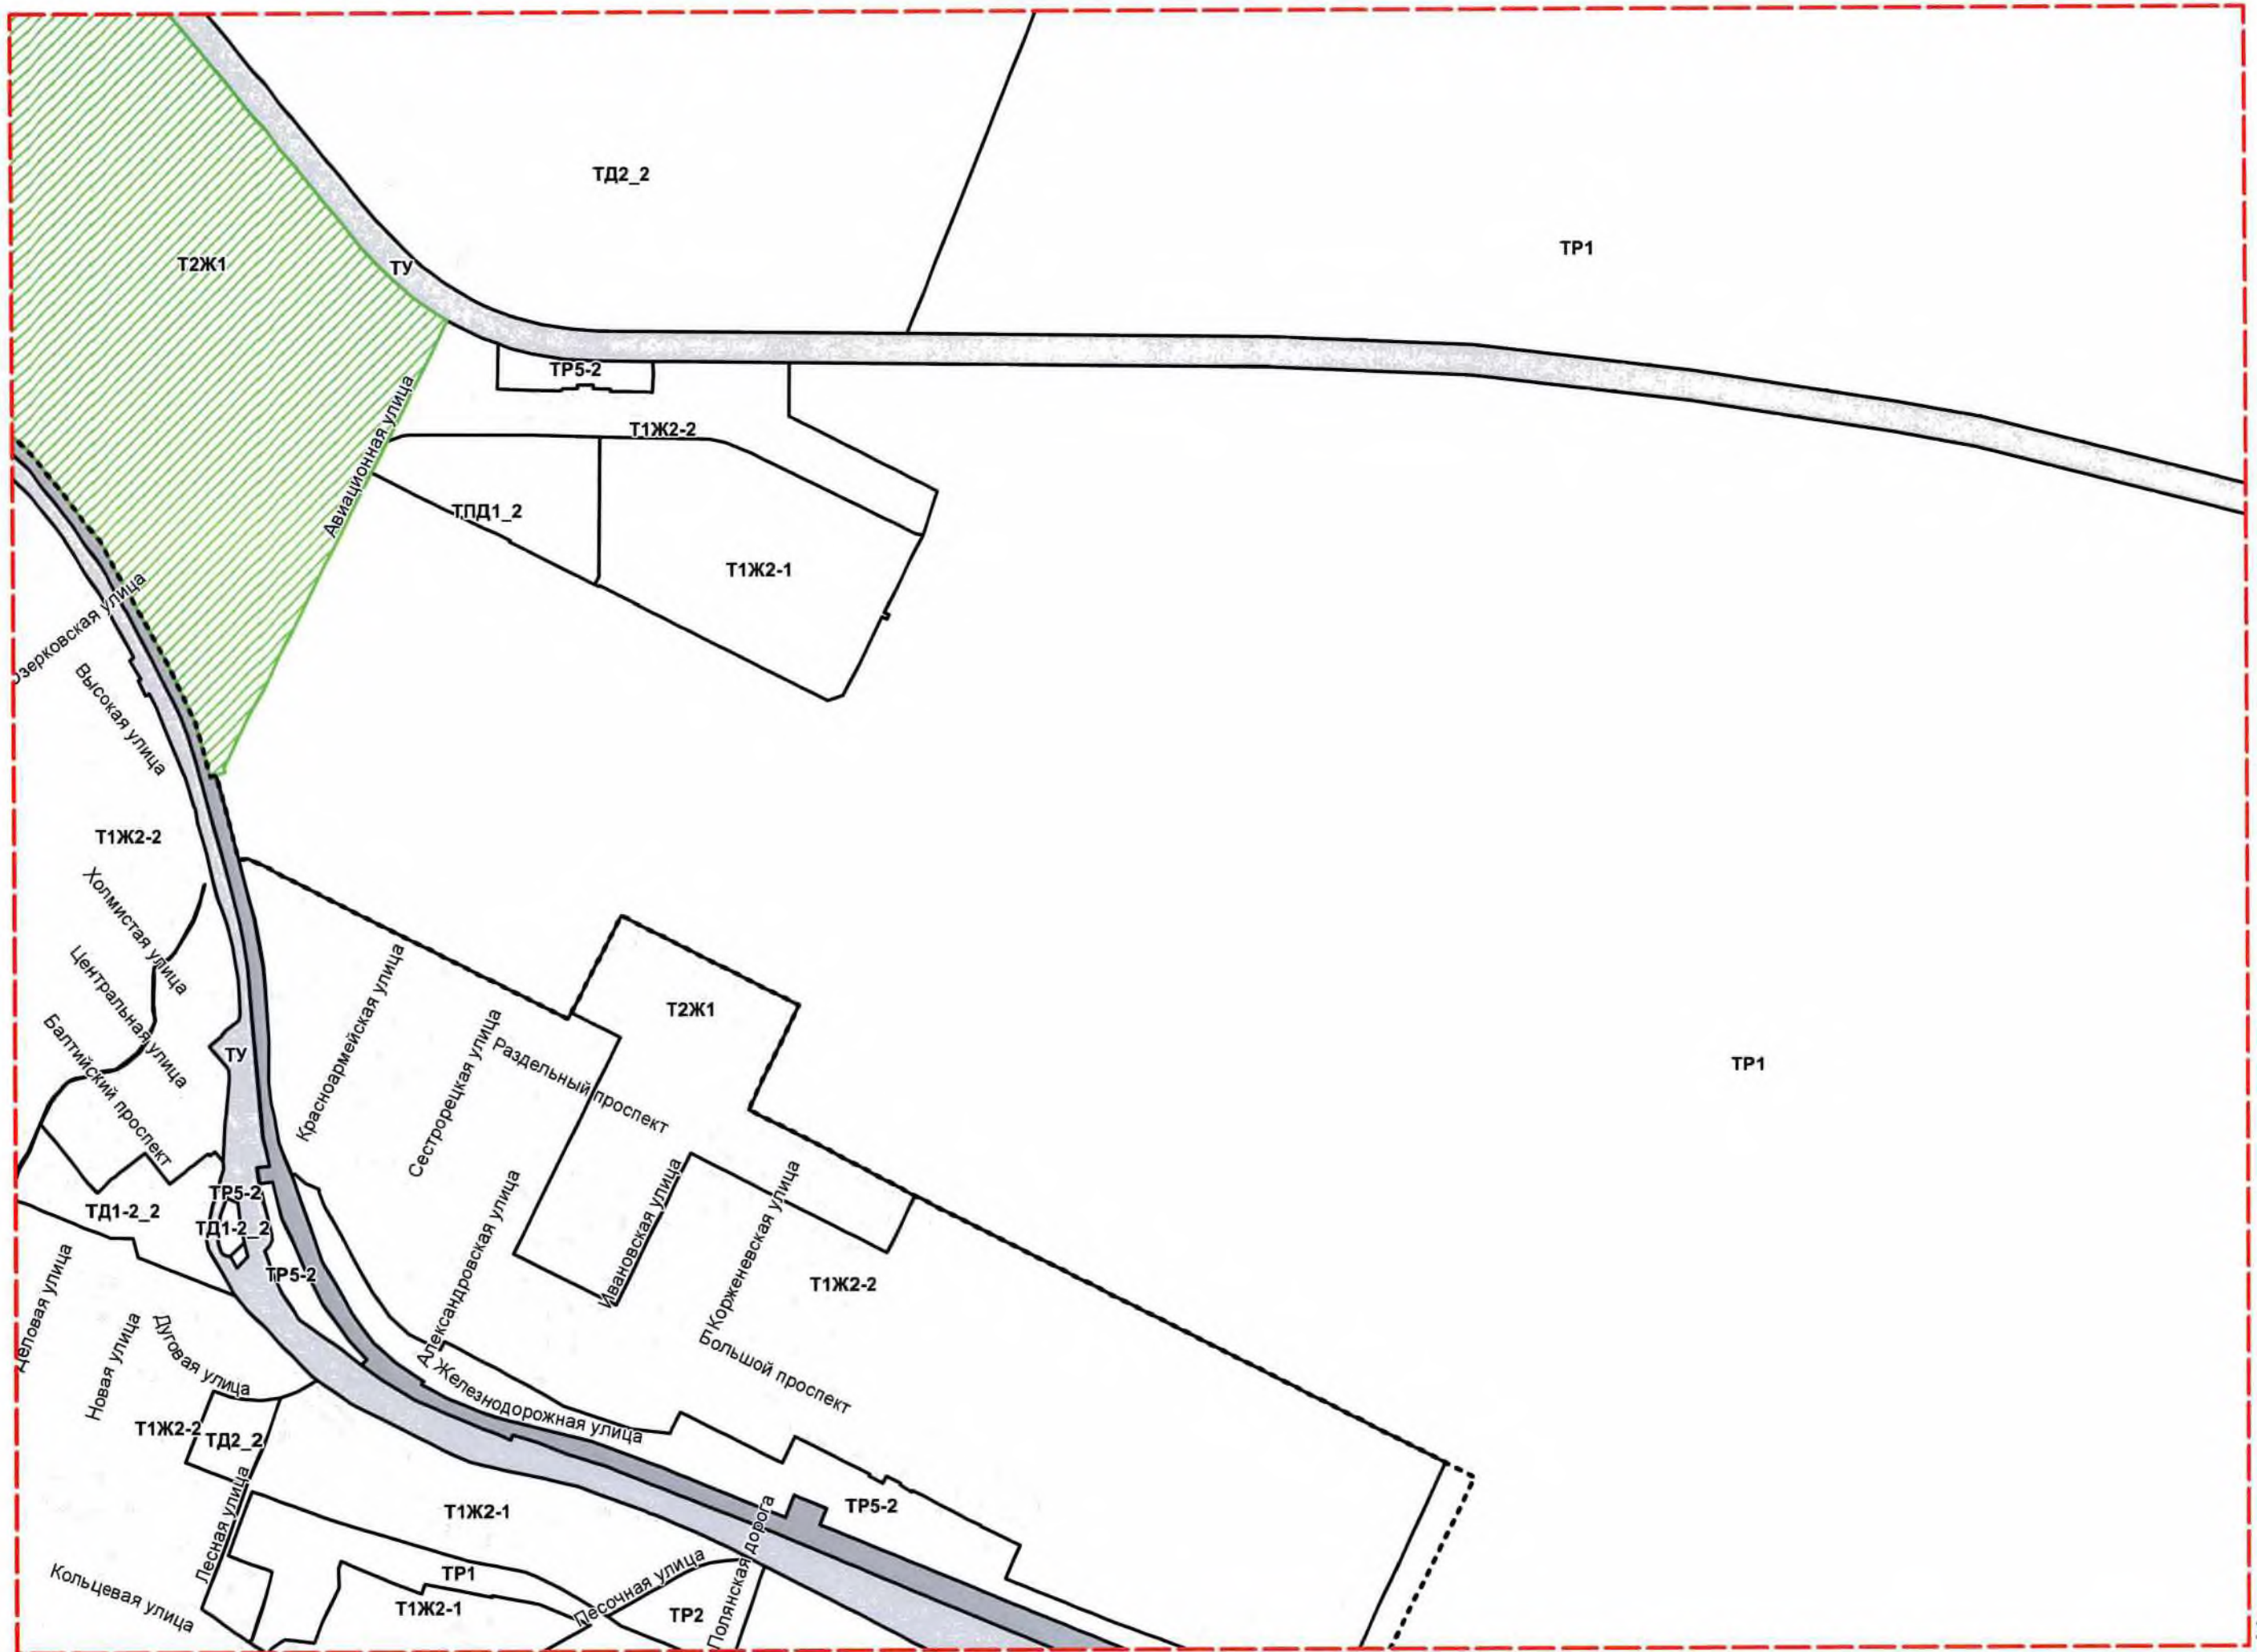 ТД2_2
ТР1
Т2Ж1
ТУ
ТР5-2
Авиационная улица
Т1Ж2-2
ТПД1_2
Т1Ж2-1
зерковская улица
Высокая улица
Т1Ж2-2
Холмистая улица
Центральная улица
Балтийский проспект
ТУ
Красноармейская улица
Сестрорецкая улица
Раздельный проспект
Т2Ж1
ТР1
ТР5-2
ТД1-2_2
ТД1-2_2
ТР5-2
Александровская улица
Ивановская улица
Корженевская улица
Т1Ж2-2
Большой проспект
Деловая улица
Новая улица
Дуговая улица
Железнодорожная улица
Т1Ж2-2
ТД2_2
Лесная улица
Т1Ж2-1
ТР5-2
Полянская дорога
Песочная улица
ТР1
Кольцевая улица
Т1Ж2-1
ТР2